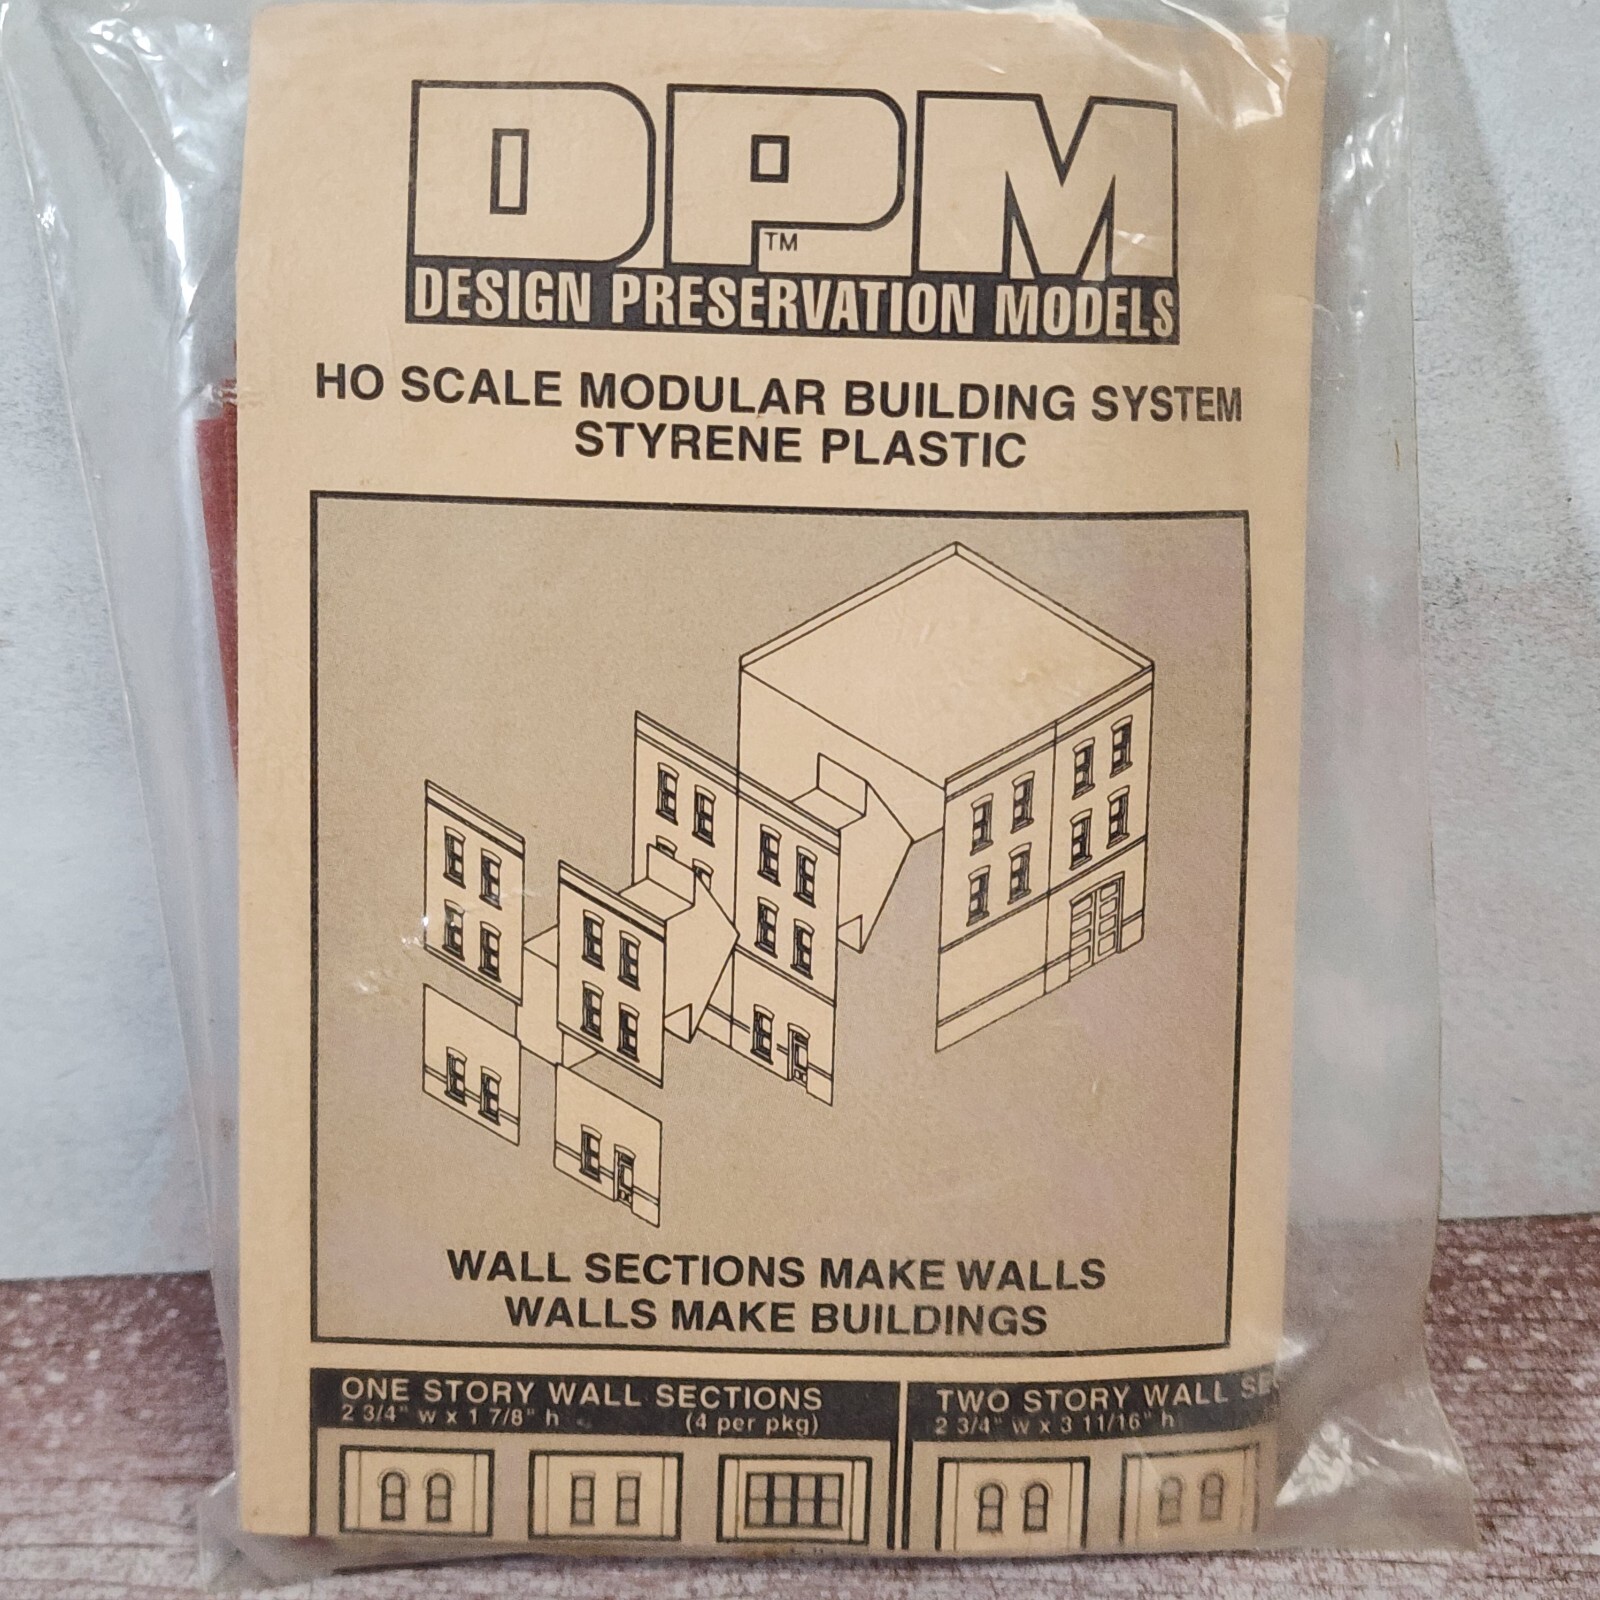 DPM
TM
DESIGN PRESERVATION MODELS
HO SCALE MODULAR BUILDING SYSTEM
STYRENE PLASTIC
WALL SECTIONS MAKE WALLS
WALLS MAKE BUILDINGS
ONE STORY WALL SECTIONS
2 3/4" w x 1 7/8" h (4 per pkg)
TWO STORY WALL
2 3/4" w x 3 11/16" h